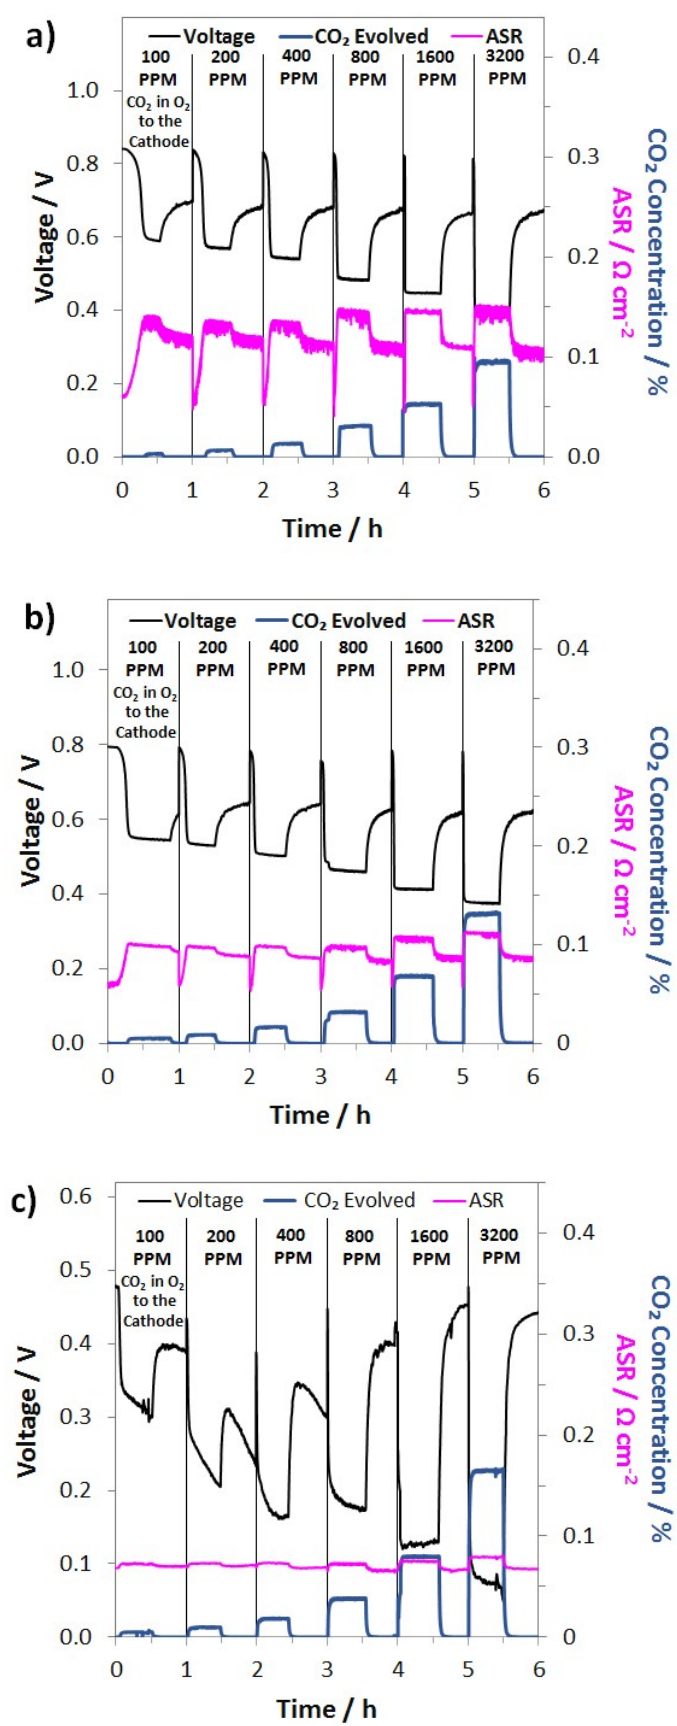 a)
Voltage CO₂ Evolved ASR
100 PPM 200 PPM 400 PPM 800 PPM 1600 PPM 3200 PPM
CO₂ in O₂
to the
Cathode
1.0
0.8
0.6
0.4
0.2
0.0
0.4
0.3
0.2
0.1
0.0
Voltage / V
CO₂ Concentration / %
ASR / Ω cm⁻²
0 1 2 3 4 5 6
Time / h
b)
Voltage CO₂ Evolved ASR
100 PPM 200 PPM 400 PPM 800 PPM 1600 PPM 3200 PPM
CO₂ in O₂
to the
Cathode
1.0
0.8
0.6
0.4
0.2
0.0
0.4
0.3
0.2
0.1
0
Voltage / V
CO₂ Concentration / %
ASR / Ω cm⁻²
0 1 2 3 4 5 6
Time / h
c)
Voltage CO₂ Evolved ASR
100 PPM 200 PPM 400 PPM 800 PPM 1600 PPM 3200 PPM
CO₂ in O₂
to the
Cathode
0.6
0.5
0.4
0.3
0.2
0.1
0.0
0.4
0.3
0.2
0.1
0
Voltage / V
CO₂ Concentration / %
ASR / Ω cm⁻²
0 1 2 3 4 5 6
Time / h